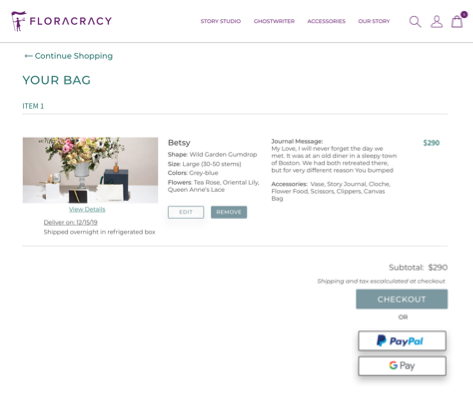 FLORACRACY
STORY STUDIO GHOSTWRITER ACCESSORIES OUR STORY
← Continue Shopping
YOUR BAG
ITEM 1
Betsy
Shape: Wild Garden Gumdrop
Size: Large (30-50 stems)
Colors: Grey-blue
Flowers: Tea Rose, Oriental Lily,
Queen Anne's Lace
EDIT REMOVE
Journal Message:
My Love, I will never forget the day we
met. It was at an old diner in a sleepy town
of Boston. We had been heartbroken there,
but for very different reason You bumped
Accessories: Vase, Story Journal, Cloche,
Flower Food, Scissors, Clippers, Canvas
Bag
$290
View Details
Deliver on: 12/15/19
Shipped overnight in refrigerated box
Subtotal: $290
Shipping and tax escalculated at checkout
CHECKOUT
OR
PayPal
G Pay